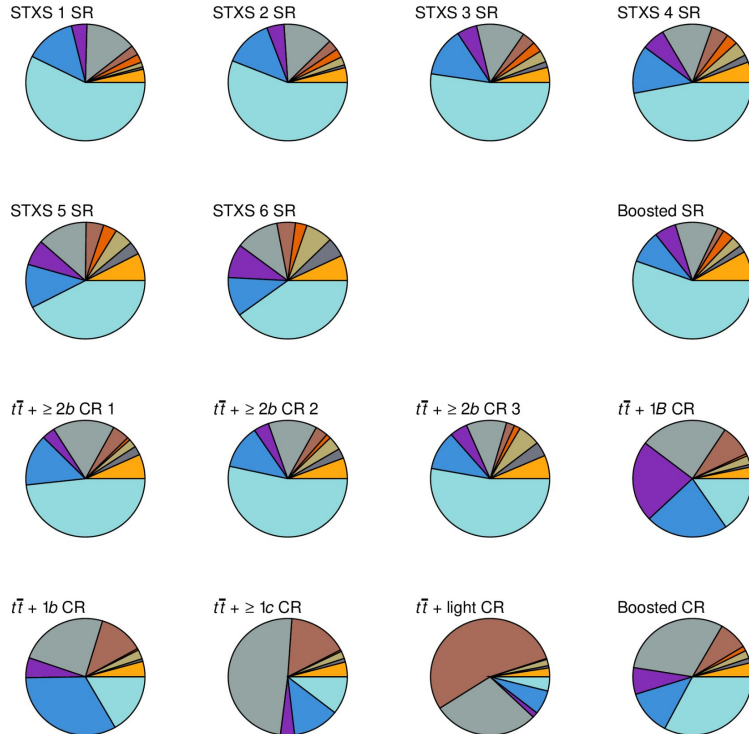 STXS 1 SR
STXS 2 SR
STXS 3 SR
STXS 4 SR
STXS 5 SR
STXS 6 SR
Boosted SR
tt̄ + ≥ 2b CR 1
tt̄ + ≥ 2b CR 2
tt̄ + ≥ 2b CR 3
tt̄ + 1B CR
tt̄ + 1b CR
tt̄ + ≥ 1c CR
tt̄ + light CR
Boosted CR